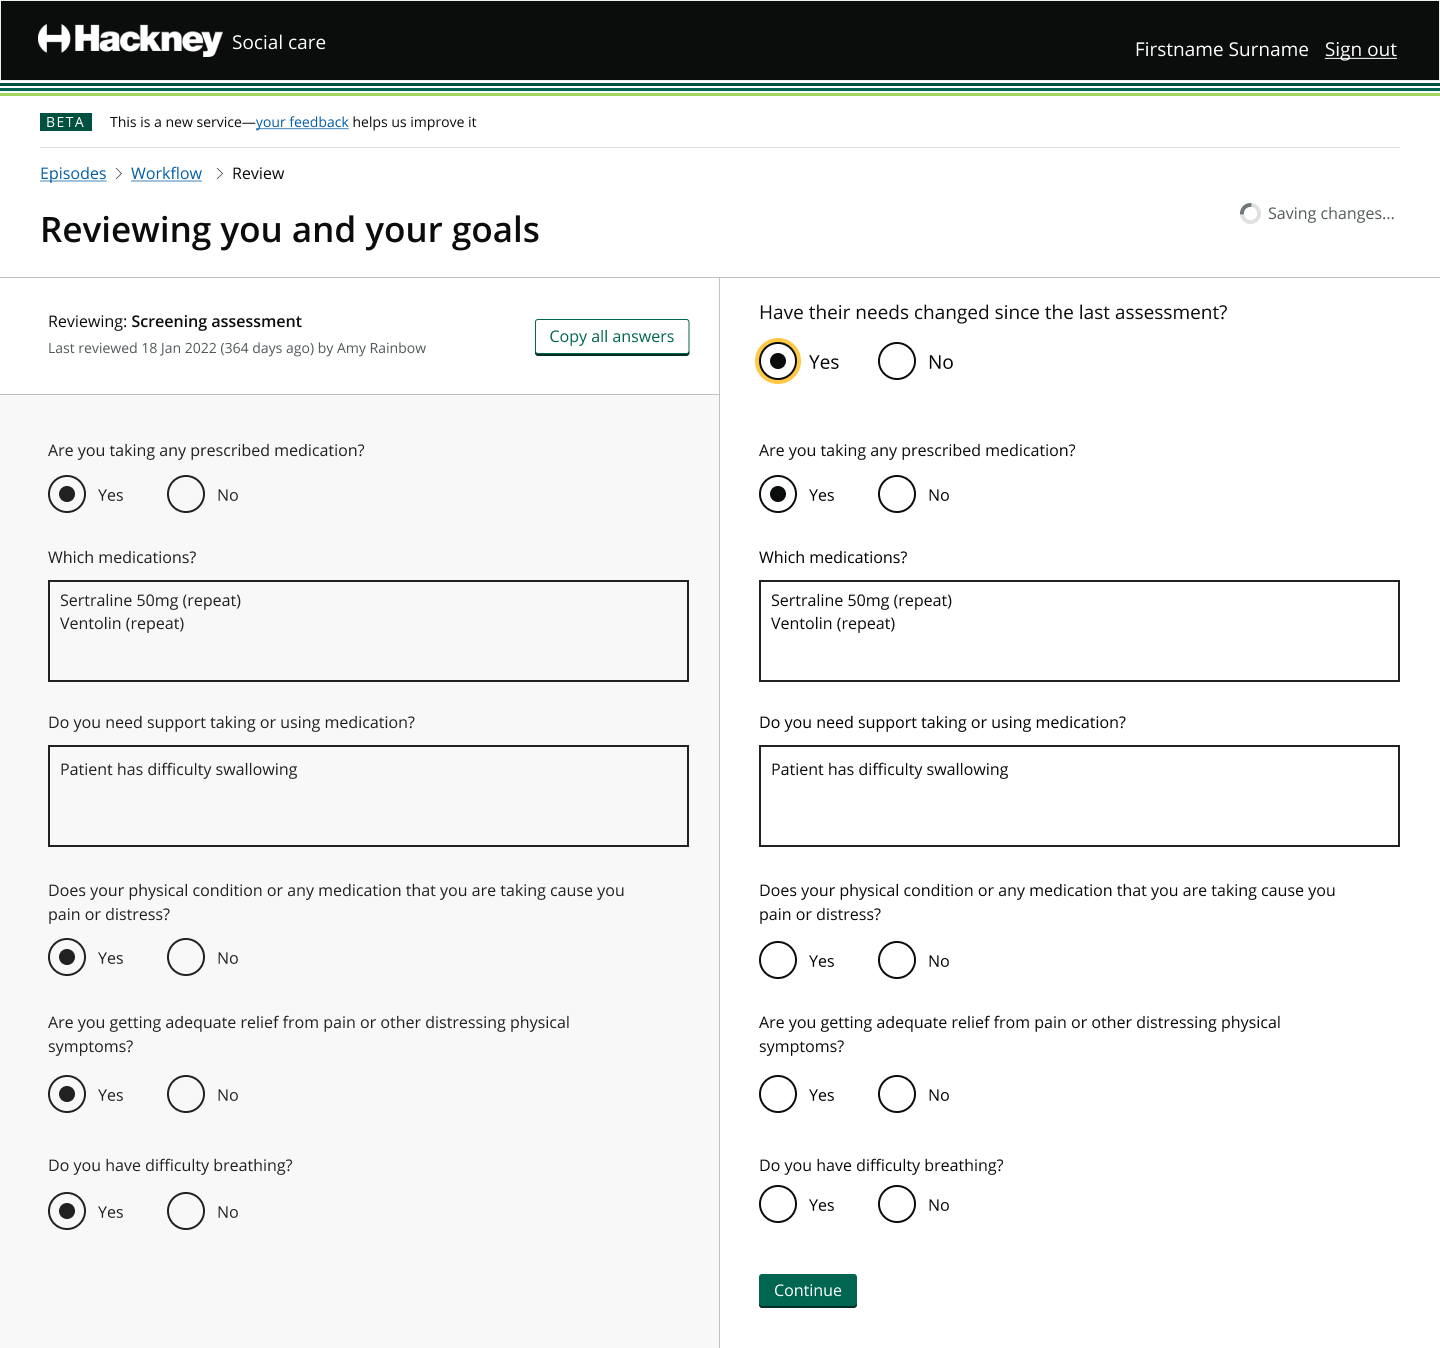 Hackney Social care
Firstname Surname Sign out
BETA This is a new service—your feedback helps us improve it
Episodes > Workflow > Review
Reviewing you and your goals
Saving changes...
Reviewing: Screening assessment
Last reviewed 18 Jan 2022 (364 days ago) by Amy Rainbow
Copy all answers
Are you taking any prescribed medication?
Yes No
Which medications?
Sertraline 50mg (repeat)
Ventolin (repeat)
Do you need support taking or using medication?
Patient has difficulty swallowing
Does your physical condition or any medication that you are taking cause you
pain or distress?
Yes No
Are you getting adequate relief from pain or other distressing physical
symptoms?
Yes No
Do you have difficulty breathing?
Yes No
Have their needs changed since the last assessment?
Yes No
Are you taking any prescribed medication?
Yes No
Which medications?
Sertraline 50mg (repeat)
Ventolin (repeat)
Do you need support taking or using medication?
Patient has difficulty swallowing
Does your physical condition or any medication that you are taking cause you
pain or distress?
Yes No
Are you getting adequate relief from pain or other distressing physical
symptoms?
Yes No
Do you have difficulty breathing?
Yes No
Continue